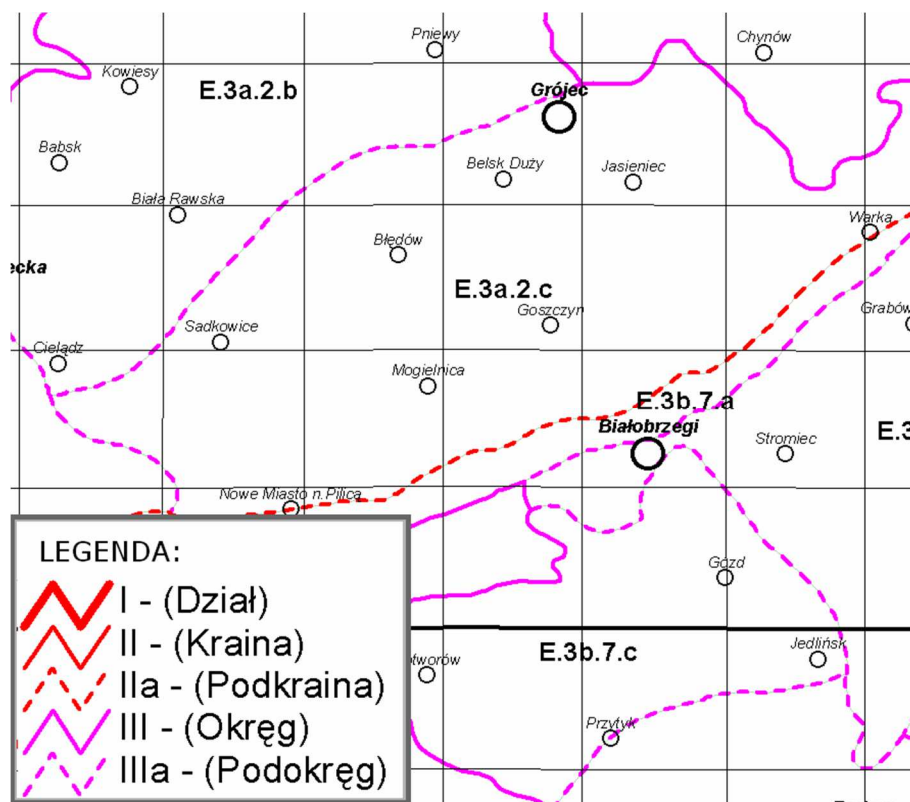 Pniewy
Chynów
Kowiesy
E.3a.2.b
Grójec
Babsk
Belsk Duży
Jasieniec
Biała Rawska
Warka
Błędów
ecka
E.3a.2.c
Goszczyn
Grabów
Sadkowice
Cielądz
Mogielnica
E.3b.7.a
Białobrzegi
Stromiec
E.3
Nowe Miasto n.Pilica
LEGENDA:
Gózd
I - (Dział)
II - (Kraina)
E.3b.7.c
Jedlińsk
otworów
IIa - (Podkraina)
III - (Okręg)
Przytyk
IIIa - (Podokręg)